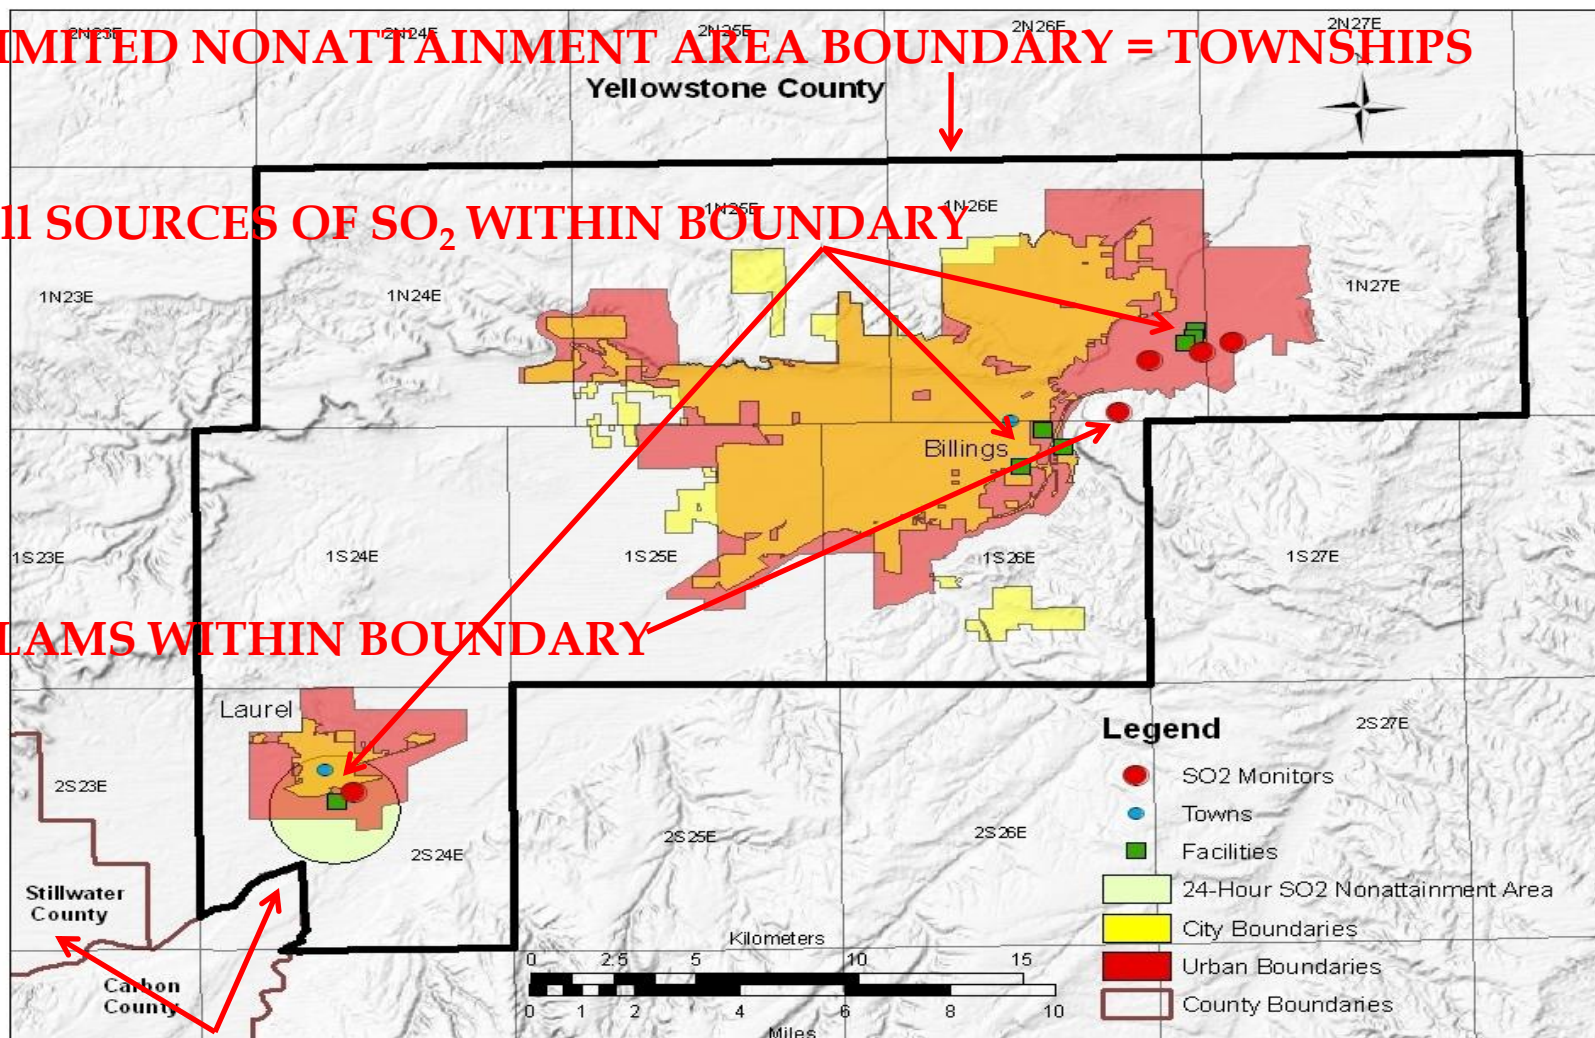 2N23E
2N24E
2N25E
2N26E
2N27E
IMITED NONATTAINMENT AREA BOUNDARY = TOWNSHIPS
Yellowstone County
1N25E
1N26E
ll SOURCES OF SO2 WITHIN BOUNDARY
1N23E
1N24E
1N27E
Billings
1S23E
1S24E
1S25E
1S26E
1S27E
LAMS WITHIN BOUNDARY
Laurel
2S23E
2S24E
2S25E
2S26E
2S27E
Stillwater
County
Carbon
County
Legend
SO2 Monitors
Towns
Facilities
24-Hour SO2 Nonattainment Area
City Boundaries
Urban Boundaries
County Boundaries
Kilometers
0 2.5 5 10 15
0 1 2 4 6 8 10
Miles